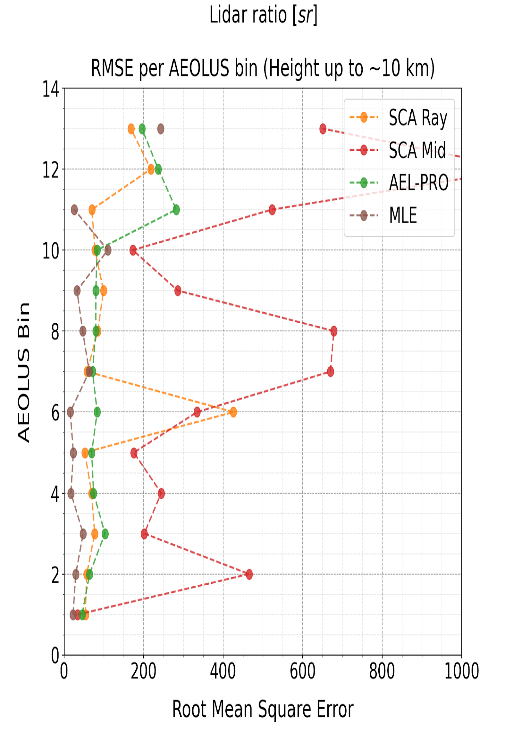 Lidar ratio [sr]
RMSE per AEOLUS bin (Height up to ~10 km)
14
12
10
8
6
4
2
0
AEOLUS Bin
SCA Ray
SCA Mid
AEL-PRO
MLE
0 200 400 600 800 1000
Root Mean Square Error